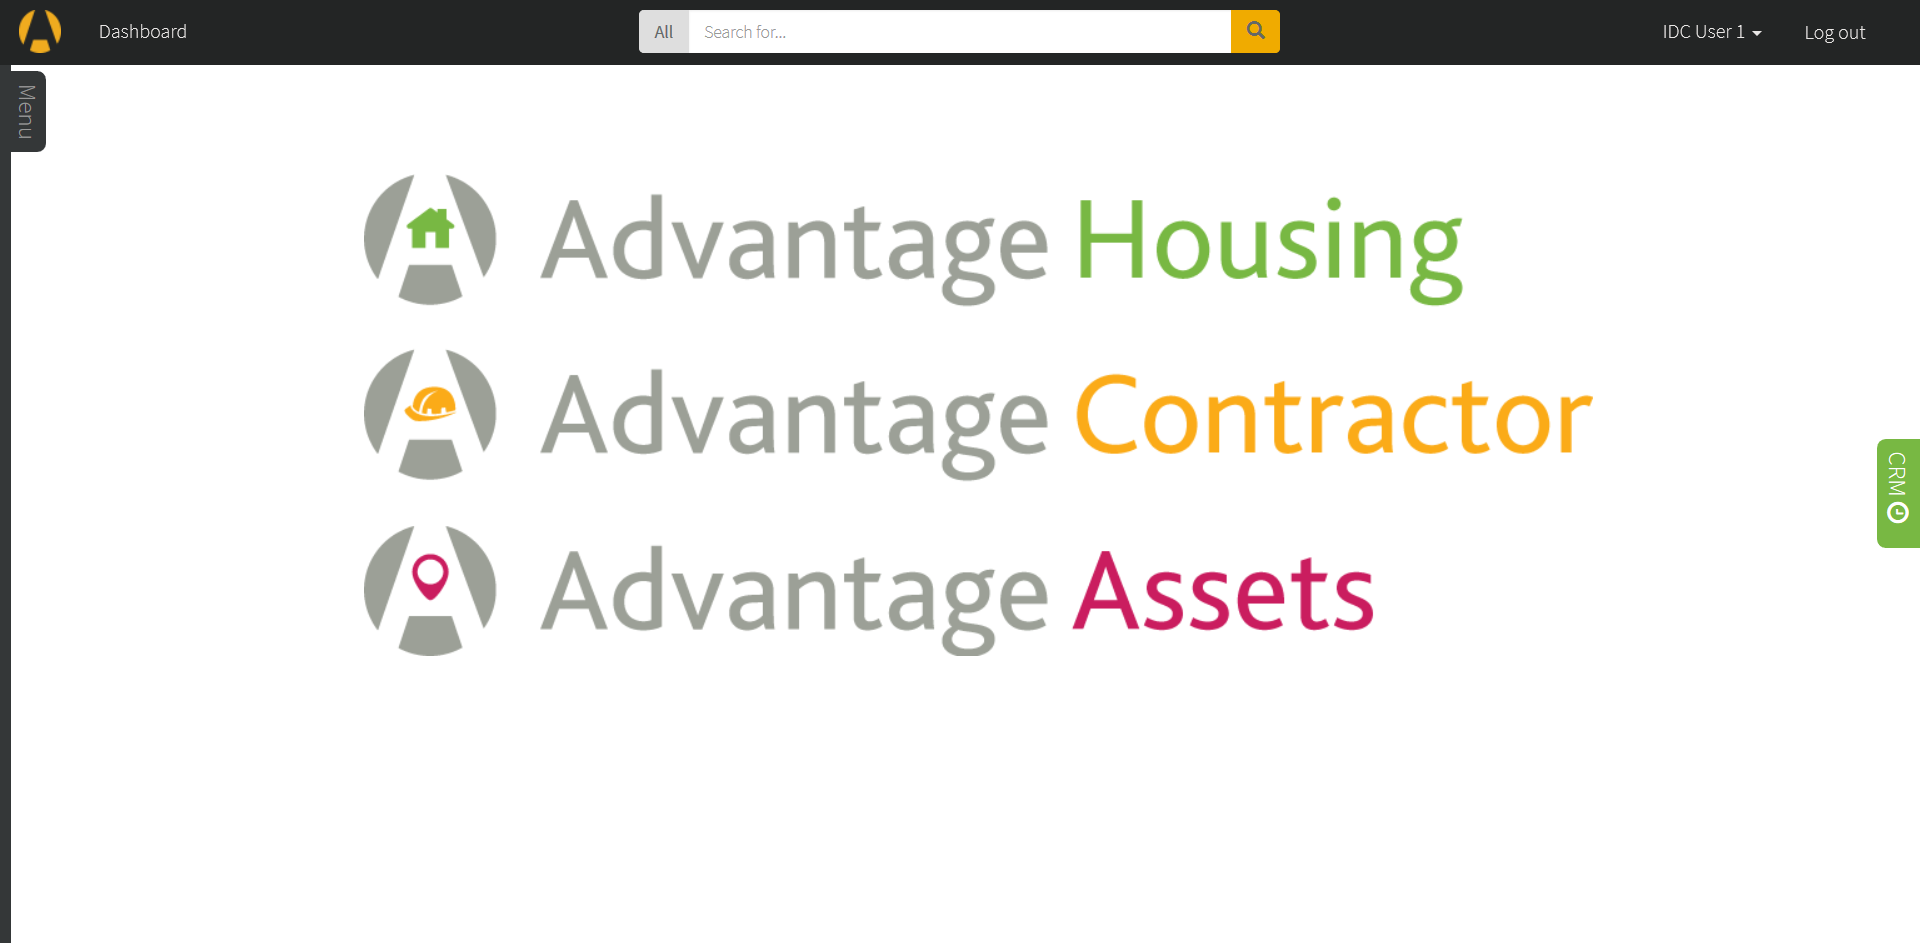 Dashboard
All
Search for...
IDC User 1
Log out
Menu
Advantage Housing
Advantage Contractor
Advantage Assets
CRM